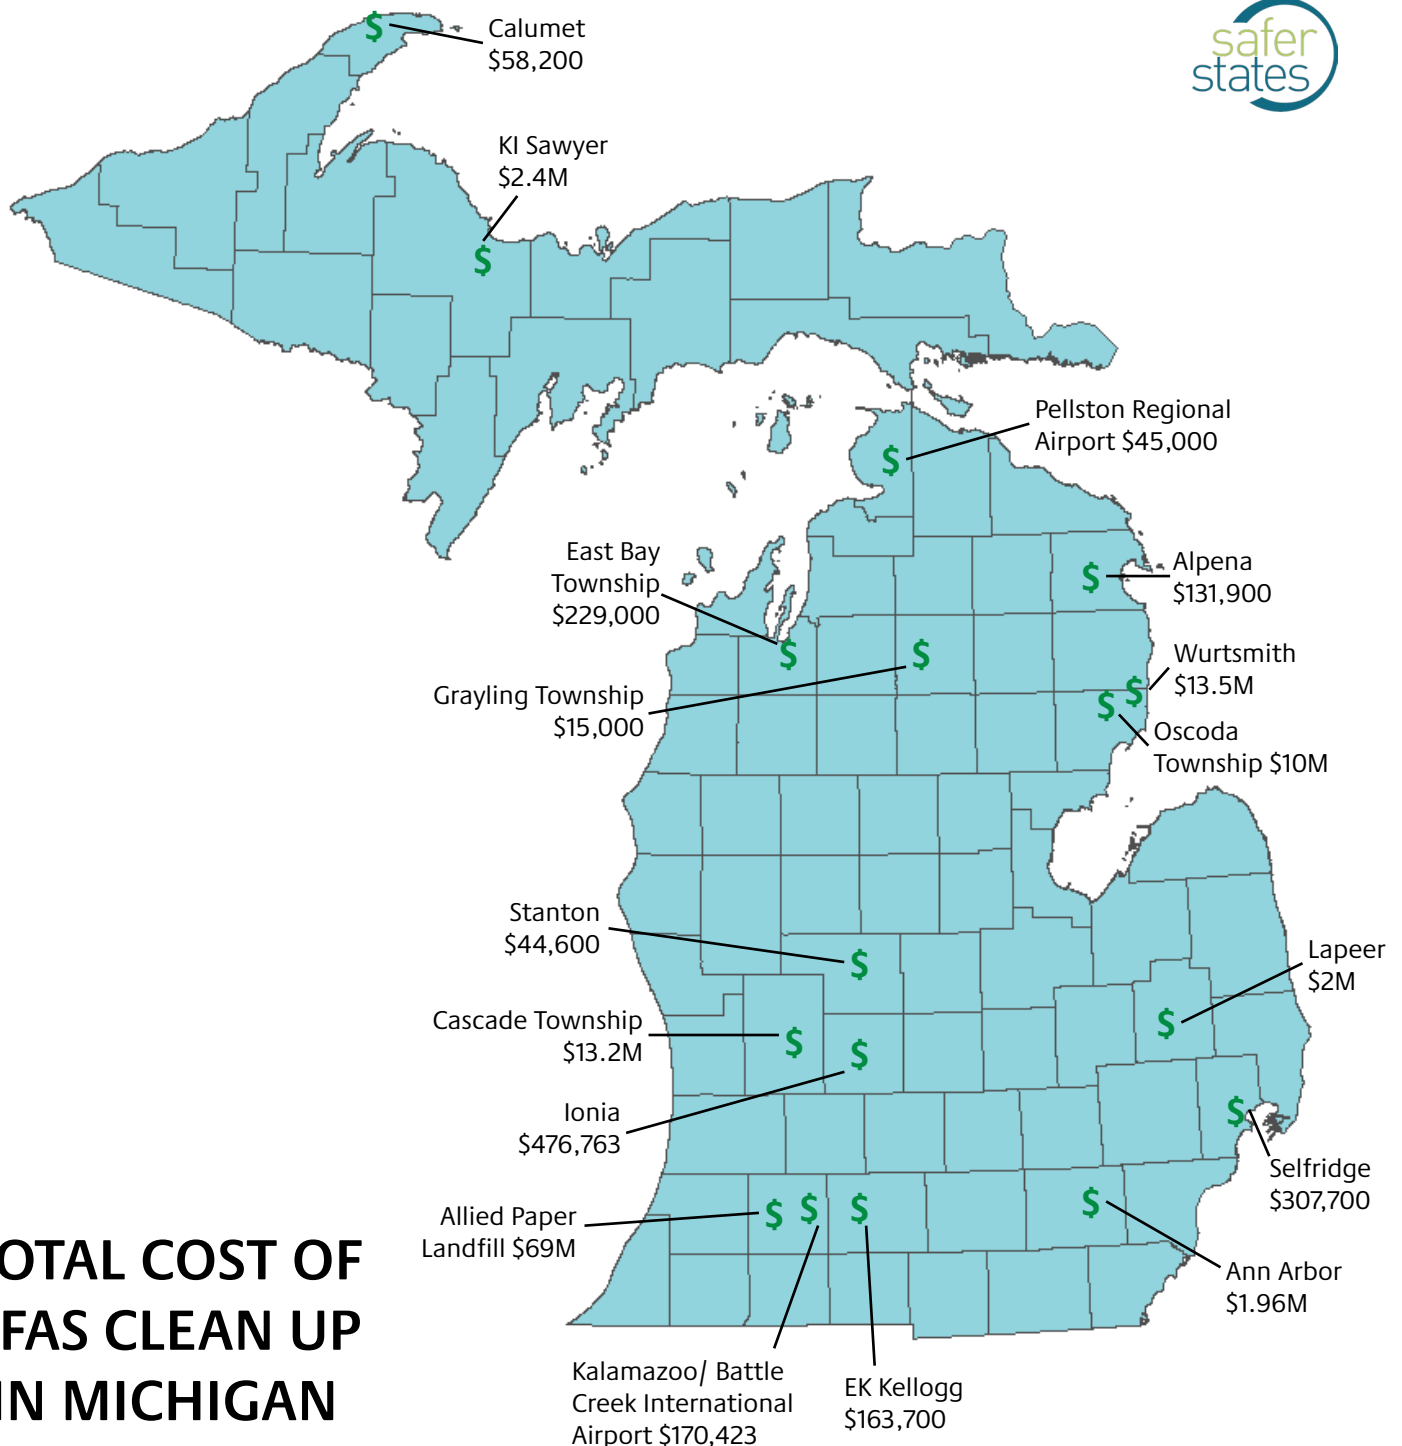 safer
states
Calumet
$58,200
KI Sawyer
$2.4M
Pellston Regional
Airport $45,000
East Bay
Township
$229,000
Alpena
$131,900
Grayling Township
$15,000
Wurtsmith
$13.5M
Oscoda
Township $10M
Stanton
$44,600
Lapeer
$2M
Cascade Township
$13.2M
Ionia
$476,763
Selfridge
$307,700
Allied Paper
Landfill $69M
Ann Arbor
$1.96M
Kalamazoo/ Battle
Creek International
Airport $170,423
EK Kellogg
$163,700
OTAL COST OF
FAS CLEAN UP
IN MICHIGAN